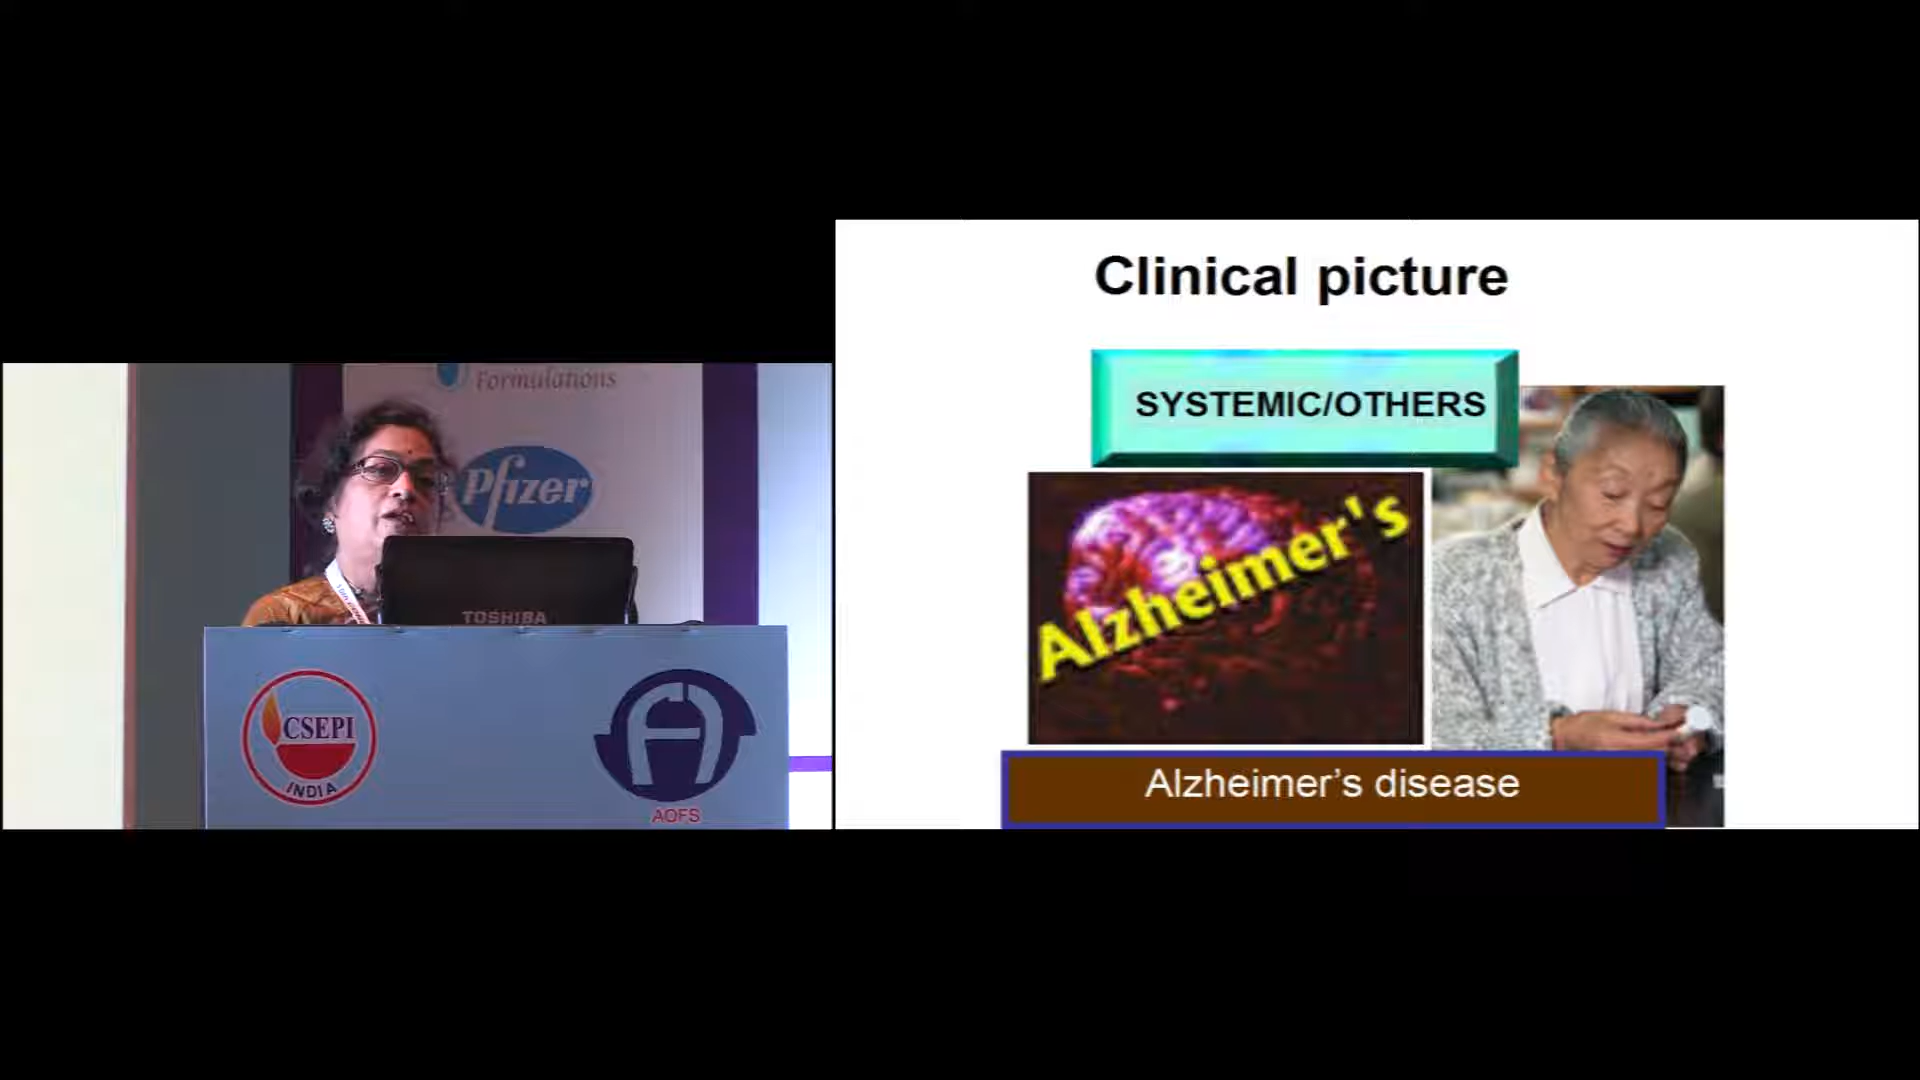 Formulations
Pfizer
TOSHIBA
CSEPI
INDIA
AOFS
Clinical picture
SYSTEMIC/OTHERS
Alzheimer's
Alzheimer’s disease